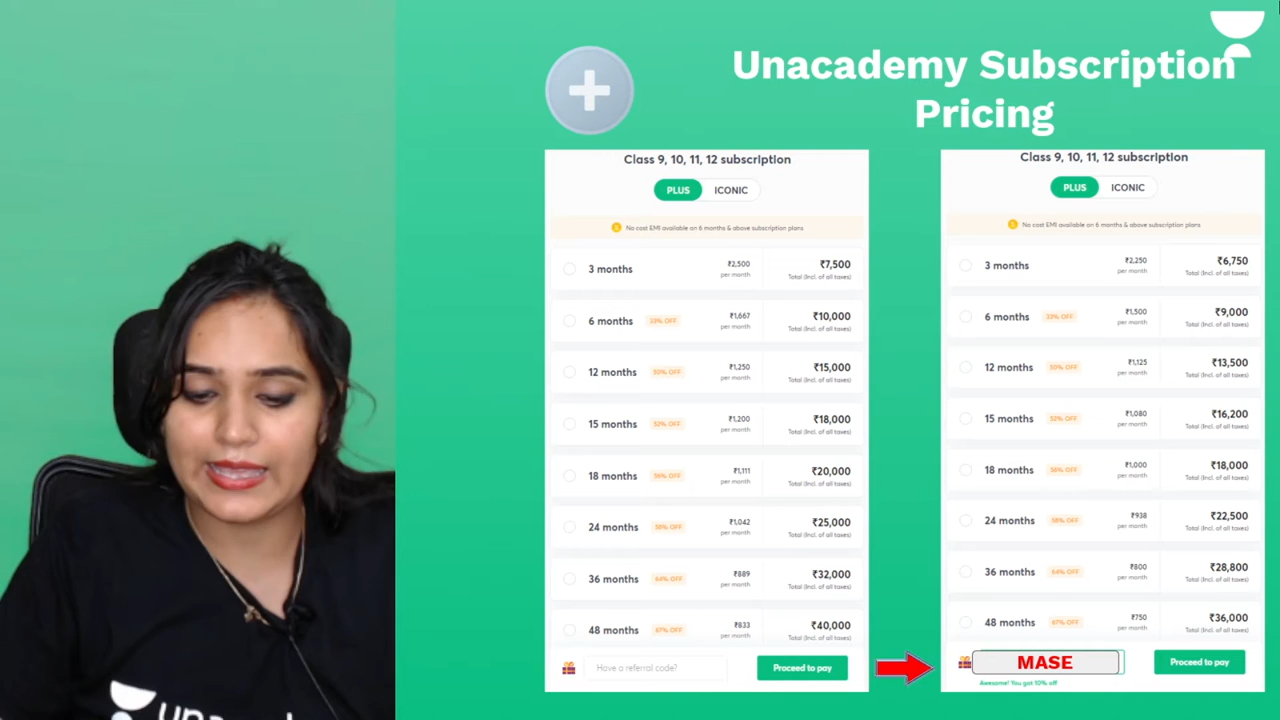 Unacademy Subscription
Pricing
Class 9, 10, 11, 12 subscription
PLUS ICONIC
No cost EMI available on 6 months & above subscription plans
3 months ₹2,500 per month ₹7,500 Total (Incl. of all taxes)
6 months 33% OFF ₹1,667 per month ₹10,000 Total (Incl. of all taxes)
12 months 50% OFF ₹1,250 per month ₹15,000 Total (Incl. of all taxes)
15 months 52% OFF ₹1,200 per month ₹18,000 Total (Incl. of all taxes)
18 months 56% OFF ₹1,111 per month ₹20,000 Total (Incl. of all taxes)
24 months 58% OFF ₹1,042 per month ₹25,000 Total (Incl. of all taxes)
36 months 64% OFF ₹889 per month ₹32,000 Total (Incl. of all taxes)
48 months 67% OFF ₹833 per month ₹40,000
Have a referral code? Proceed to pay
Class 9, 10, 11, 12 subscription
PLUS ICONIC
No cost EMI available on 6 months & above subscription plans
3 months ₹2,250 per month ₹6,750 Total (Incl. of all taxes)
6 months 33% OFF ₹1,500 per month ₹9,000 Total (Incl. of all taxes)
12 months 50% OFF ₹1,125 per month ₹13,500 Total (Incl. of all taxes)
15 months 52% OFF ₹1,080 per month ₹16,200 Total (Incl. of all taxes)
18 months 56% OFF ₹1,000 per month ₹18,000 Total (Incl. of all taxes)
24 months 58% OFF ₹938 per month ₹22,500 Total (Incl. of all taxes)
36 months 64% OFF ₹800 per month ₹28,800 Total (Incl. of all taxes)
48 months 67% OFF ₹750 per month ₹36,000 Total (Incl. of all taxes)
MASE Proceed to pay
Awesome! You got 10% off